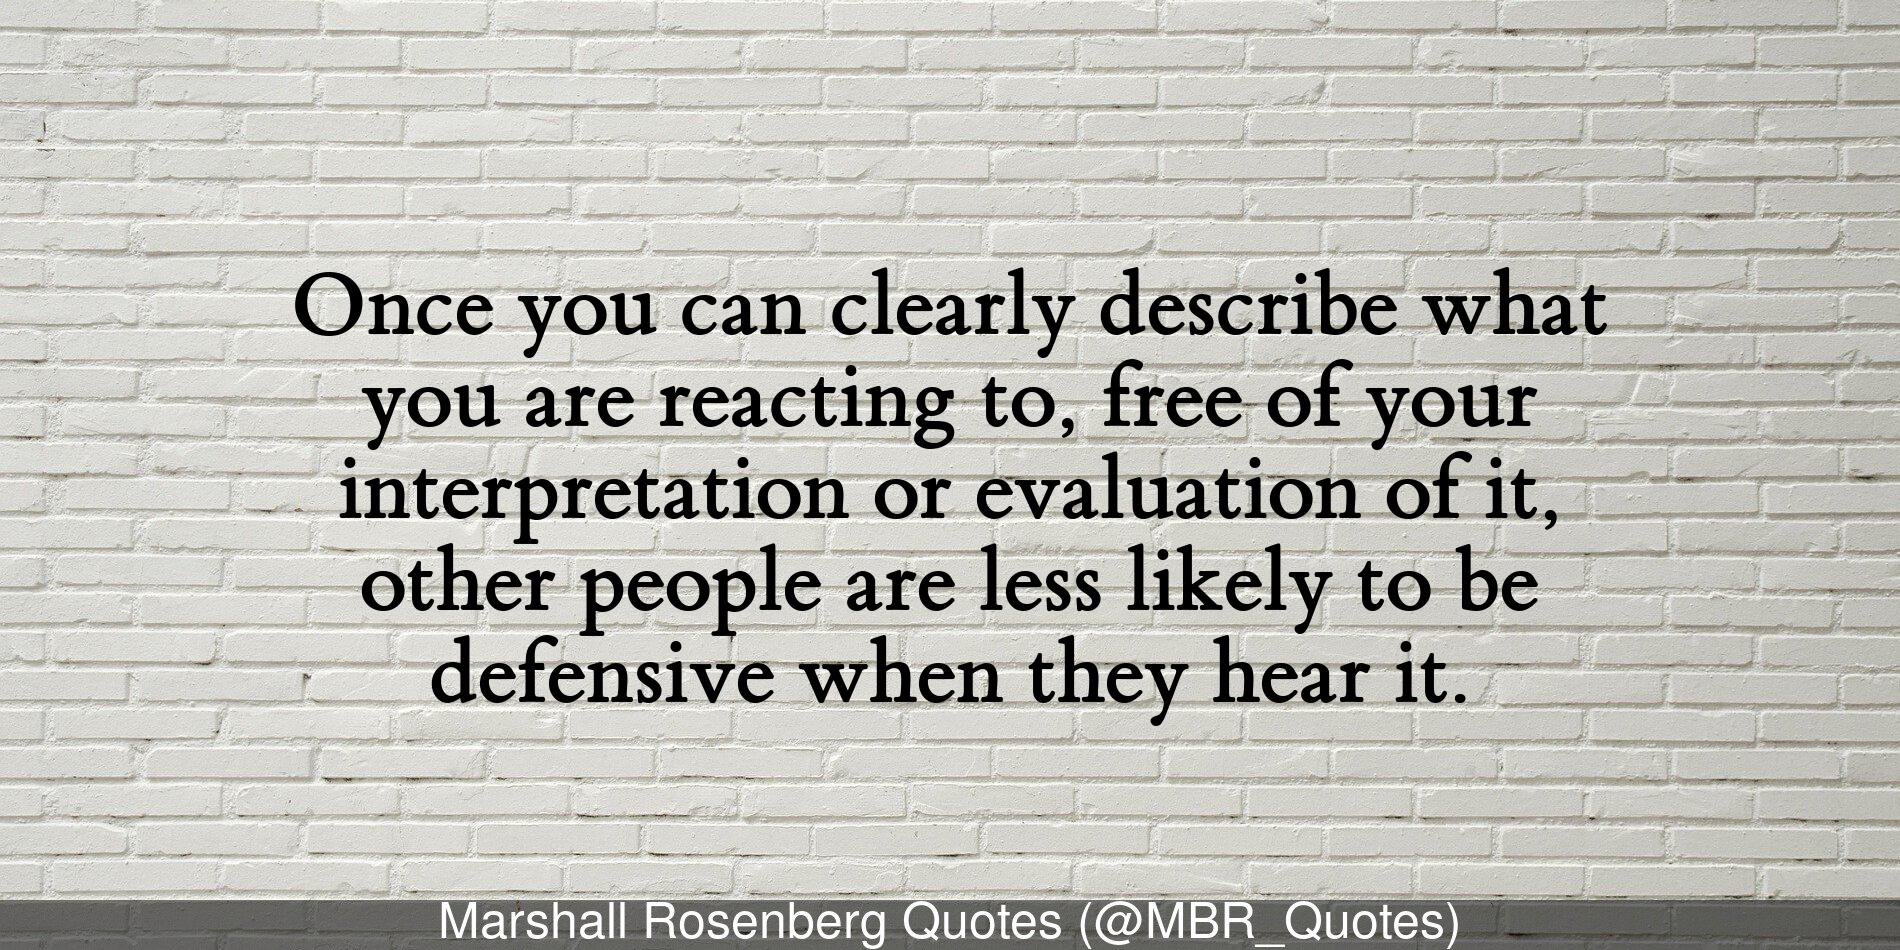 Once you can clearly describe what
you are reacting to, free of your
interpretation or evaluation of it,
other people are less likely to be
defensive when they hear it.
Marshall Rosenberg Quotes (@MBR_Quotes)